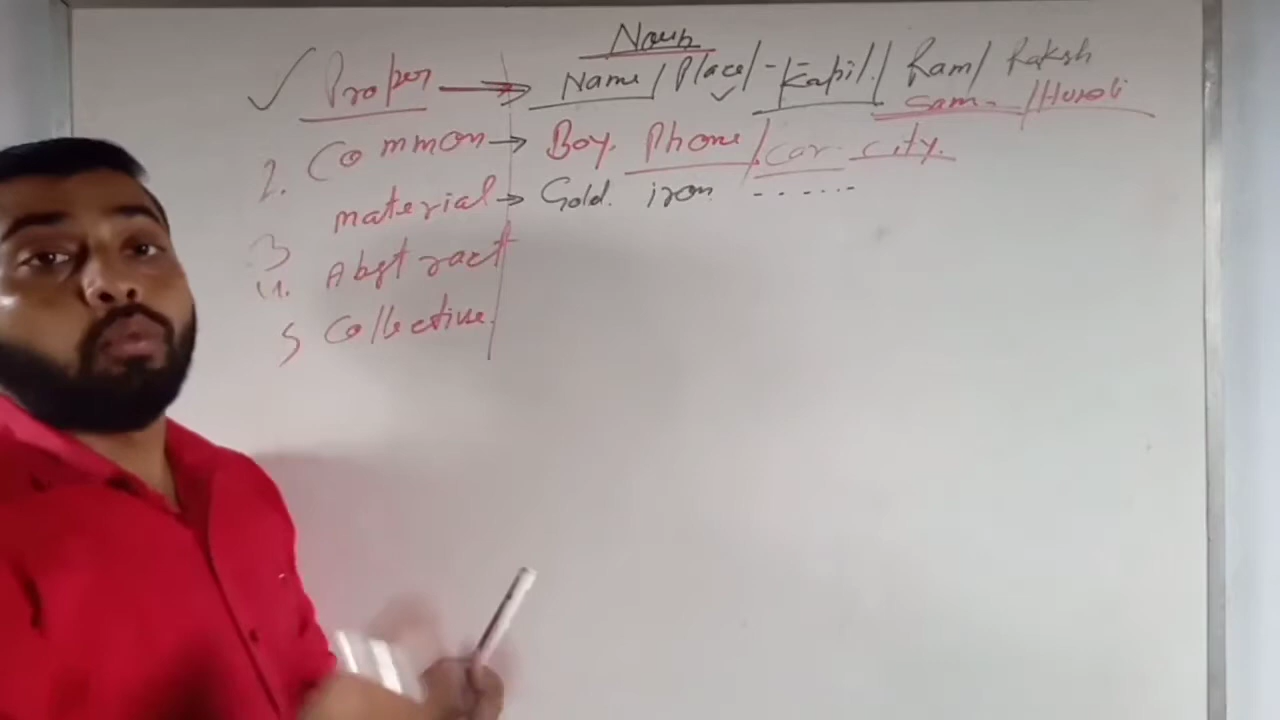 Noun
✓ Proper → Name / Place / - Kapil. / Ram / Raksh
Sam - / Huroli
2. Common → Boy. Phone / Car City.
3 material → Gold. iron. - - - - - -
4. Abstract
5 Collective